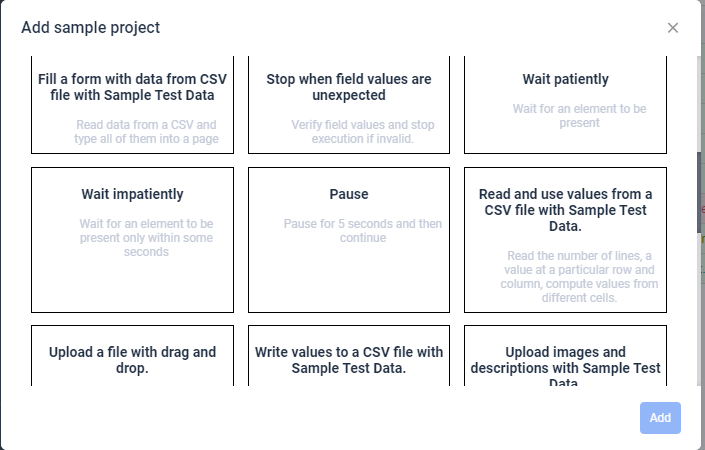 Add sample project
Fill a form with data from CSV
file with Sample Test Data
Read data from a CSV and
type all of them into a page
Stop when field values are
unexpected
Verify field values and stop
execution if invalid.
Wait patiently
Wait for an element to be
present
Wait impatiently
Wait for an element to be
present only within some
seconds
Pause
Pause for 5 seconds and then
continue
Read and use values from a
CSV file with Sample Test
Data.
Read the number of lines, a
value at a particular row and
column, compute values from
different cells.
Upload a file with drag and
drop.
Write values to a CSV file with
Sample Test Data.
Upload images and
descriptions with Sample Test
Data
Add